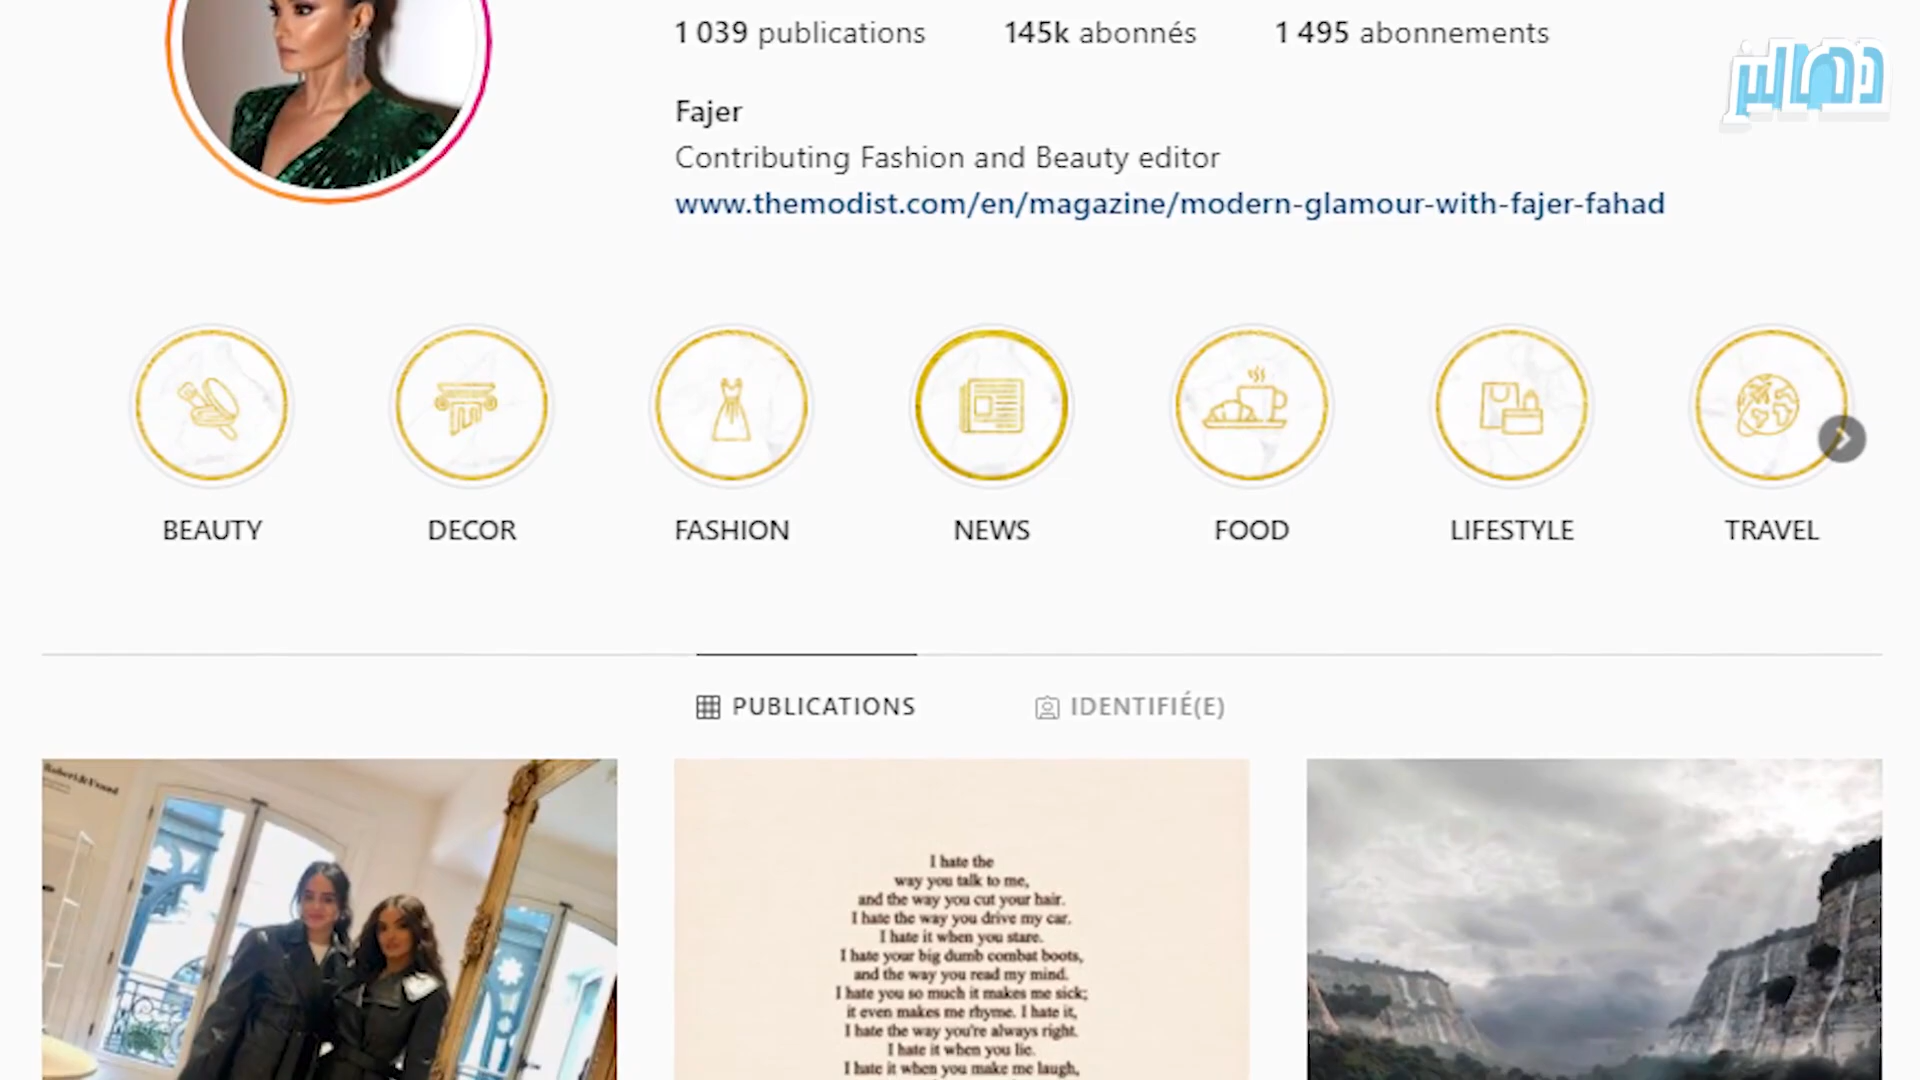 1 039 publications 145k abonnés 1 495 abonnements
Fajer
Contributing Fashion and Beauty editor
www.themodist.com/en/magazine/modern-glamour-with-fajer-fahad
BEAUTY DECOR FASHION NEWS FOOD LIFESTYLE TRAVEL
PUBLICATIONS IDENTIFIÉ(E)
I hate the
way you talk to me,
and the way you cut your hair.
I hate the way you drive my car.
I hate it when you stare.
I hate your big dumb combat boots,
and the way you read my mind.
I hate you so much it makes me sick;
it even makes me rhyme. I hate it,
I hate the way you're always right.
I hate it when you lie.
I hate it when you make me laugh,